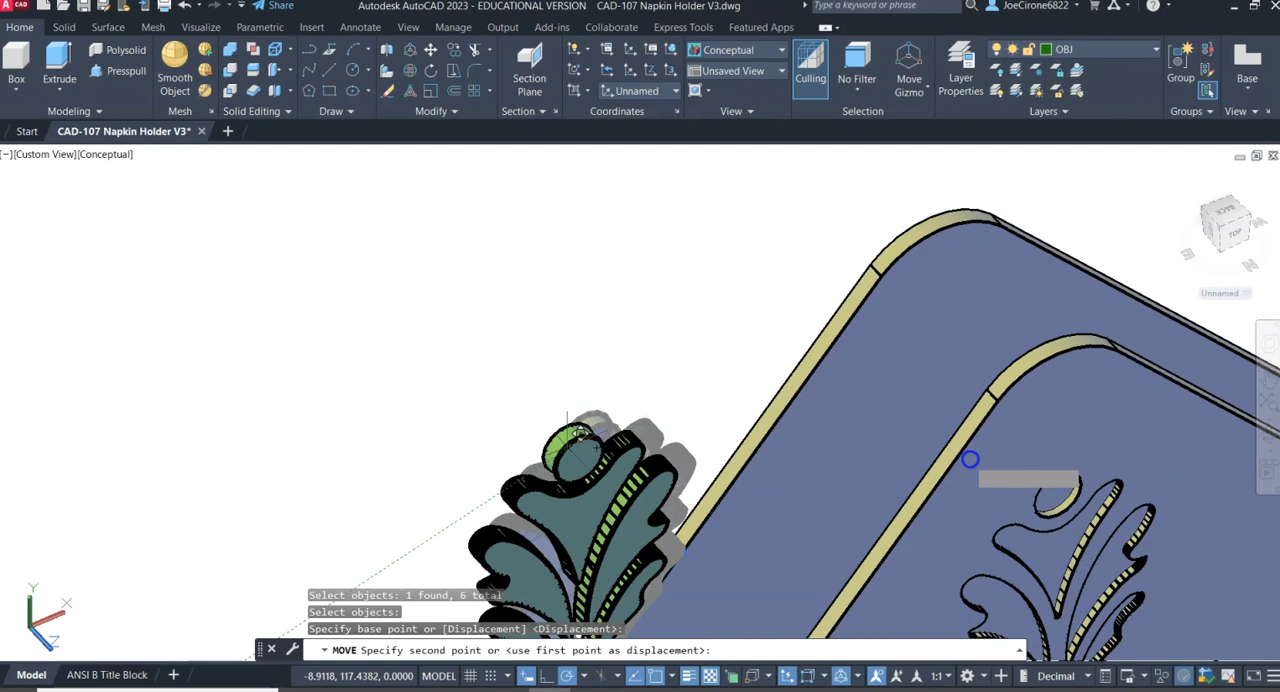 CAD Share Autodesk AutoCAD 2023 - EDUCATIONAL VERSION CAD-107 Napkin Holder V3.dwg Type a keyword or phrase JoeCirone6822
Home Solid Surface Mesh Visualize Parametric Insert Annotate View Manage Output Add-ins Collaborate Express Tools Featured Apps
Box Extrude Polysolid Presspull Smooth Object Section Plane Conceptual Unsaved View Unnamed Culling No Filter Move Gizmo Layer Properties OBJ Group Base
Modeling Mesh Solid Editing Draw Modify Section Coordinates View Selection Layers Groups View
Start CAD-107 Napkin Holder V3*
[−][Custom View][Conceptual]
BACK
TOP
W
E
N
Unnamed
Y
X
Z
Select objects: 1 found, 6 total
Select objects:
Specify base point or [Displacement] <Displacement>:
MOVE Specify second point or <use first point as displacement>:
Model ANSI B Title Block -8.9118, 117.4382, 0.0000 MODEL 1:1 Decimal